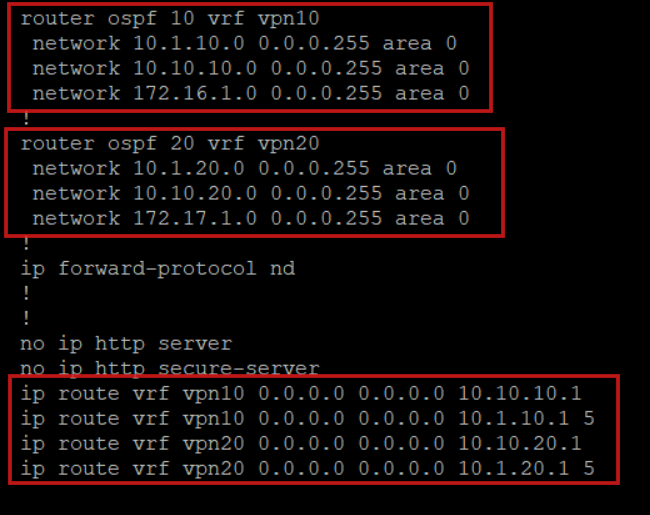 router ospf 10 vrf vpn10
network 10.1.10.0 0.0.0.255 area 0
network 10.10.10.0 0.0.0.255 area 0
network 172.16.1.0 0.0.0.255 area 0
!
router ospf 20 vrf vpn20
network 10.1.20.0 0.0.0.255 area 0
network 10.10.20.0 0.0.0.255 area 0
network 172.17.1.0 0.0.0.255 area 0
!
ip forward-protocol nd
!
!
no ip http server
no ip http secure-server
ip route vrf vpn10 0.0.0.0 0.0.0.0 10.10.10.1
ip route vrf vpn10 0.0.0.0 0.0.0.0 10.1.10.1 5
ip route vrf vpn20 0.0.0.0 0.0.0.0 10.10.20.1
ip route vrf vpn20 0.0.0.0 0.0.0.0 10.1.20.1 5